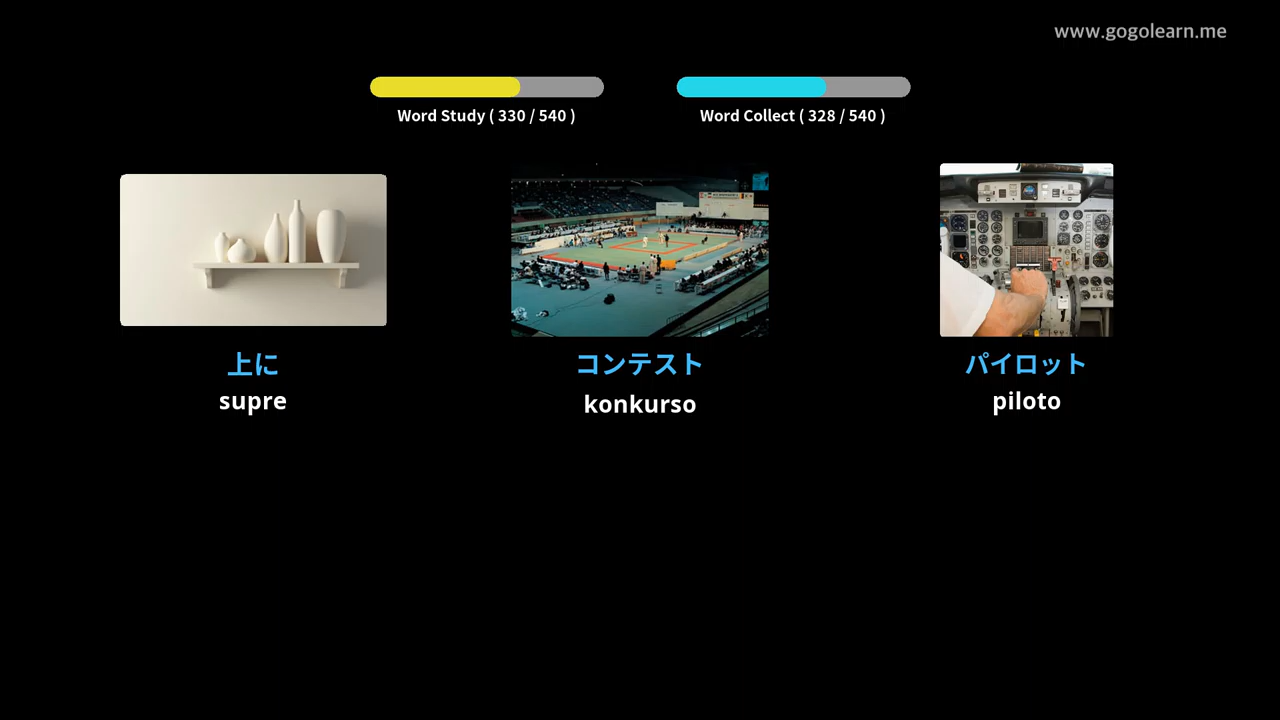 www.gogolearn.me
Word Study ( 330 / 540 )
Word Collect ( 328 / 540 )
上に
supre
コンテスト
konkurso
パイロット
piloto